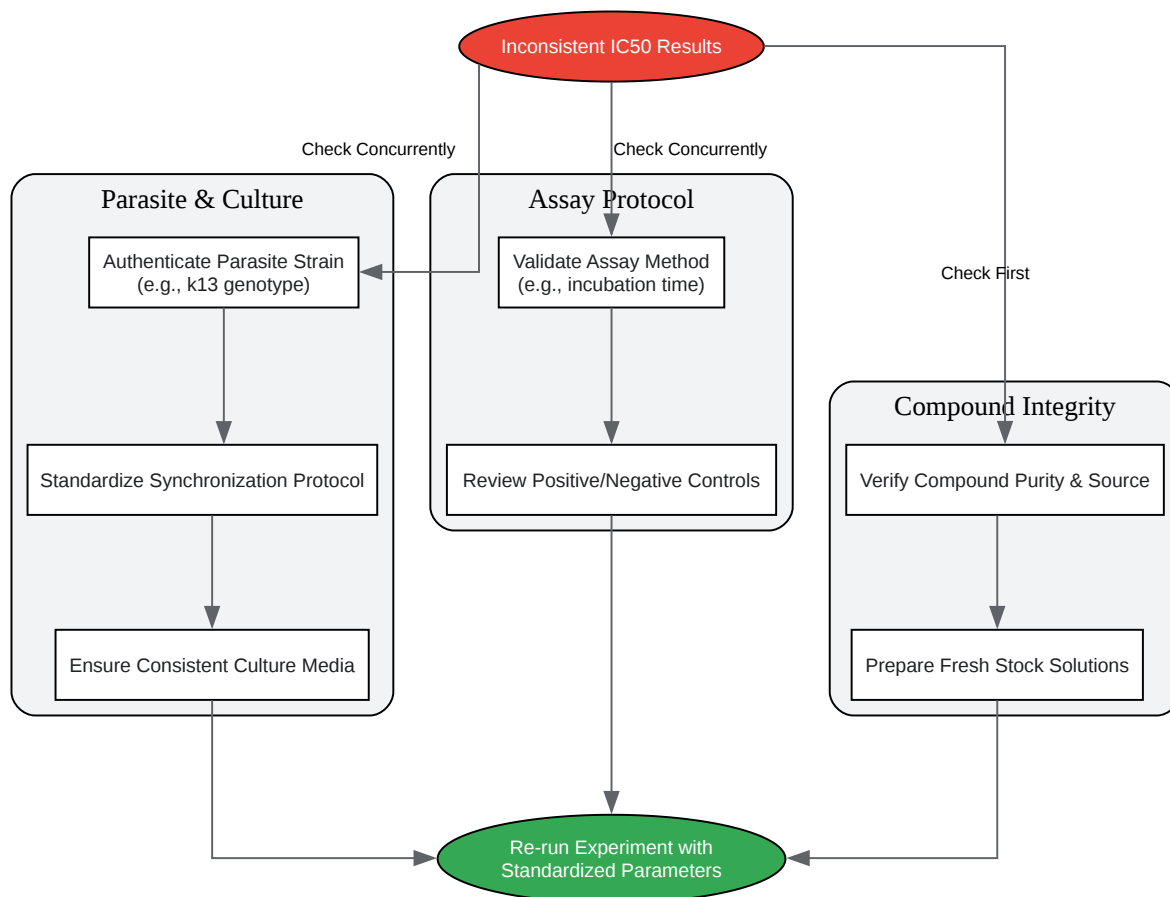 Inconsistent IC50 Results
Check Concurrently
Check Concurrently
Check First
Parasite & Culture
Authenticate Parasite Strain
(e.g., k13 genotype)
Standardize Synchronization Protocol
Ensure Consistent Culture Media
Assay Protocol
Validate Assay Method
(e.g., incubation time)
Review Positive/Negative Controls
Compound Integrity
Verify Compound Purity & Source
Prepare Fresh Stock Solutions
Re-run Experiment with
Standardized Parameters